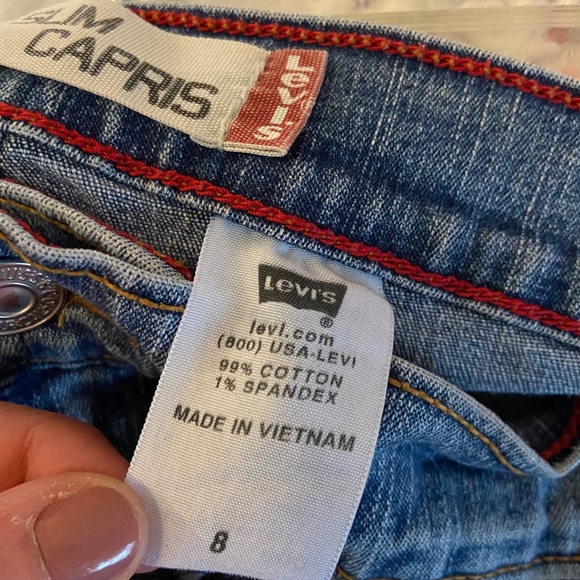 SLIM
CAPRIS
Levi's
LEVI'S
®
levi.com
(800) USA-LEVI
99% COTTON
1% SPANDEX
MADE IN VIETNAM
8